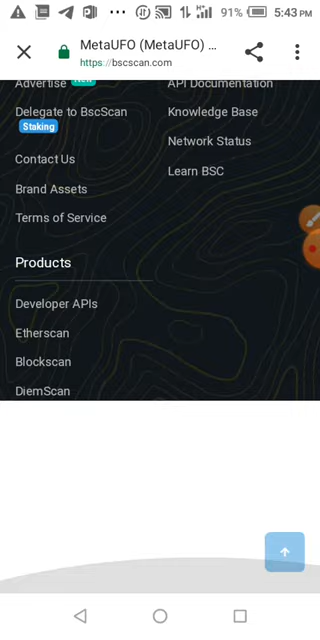 91% 5:43 PM
MetaUFO (MetaUFO) ...
https://bscscan.com
Advertise New
API Documentation
Delegate to BscScan
Staking
Knowledge Base
Network Status
Contact Us
Learn BSC
Brand Assets
Terms of Service
Products
Developer APIs
Etherscan
Blockscan
DiemScan